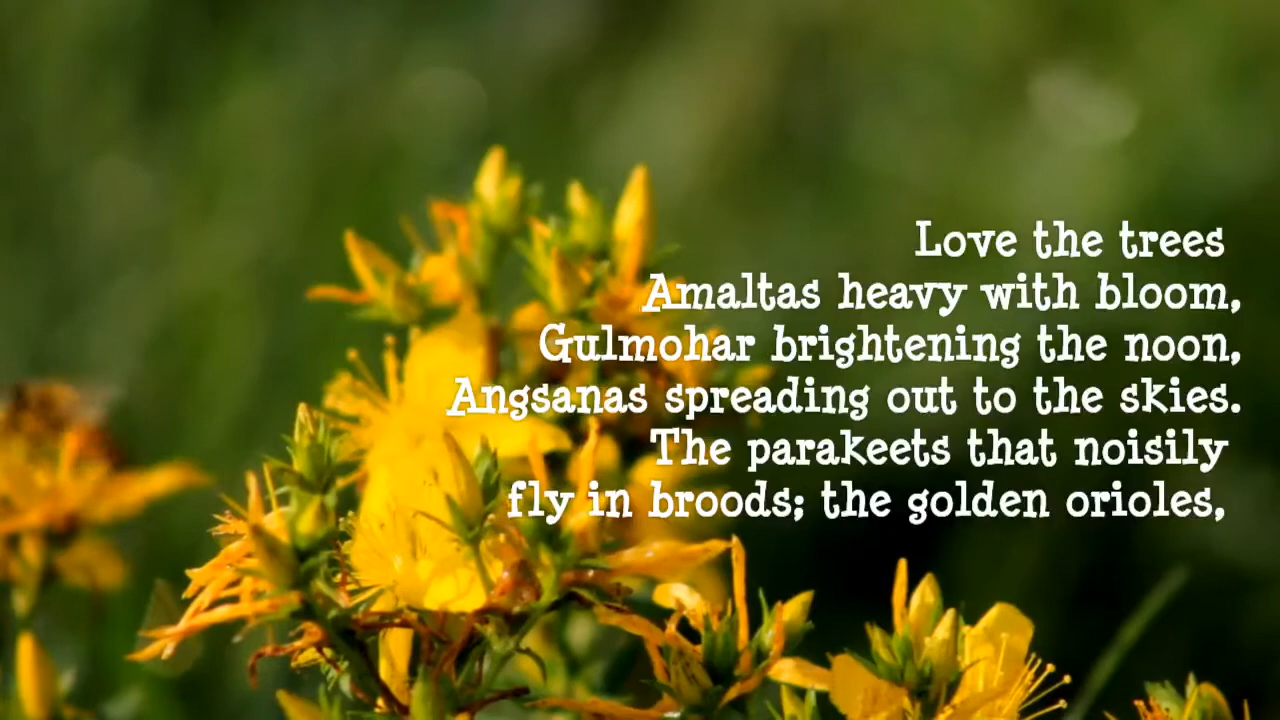 Love the trees
Amaltas heavy with bloom,
Gulmohar brightening the noon,
Angsanas spreading out to the skies.
The parakeets that noisily
fly in broods; the golden orioles,